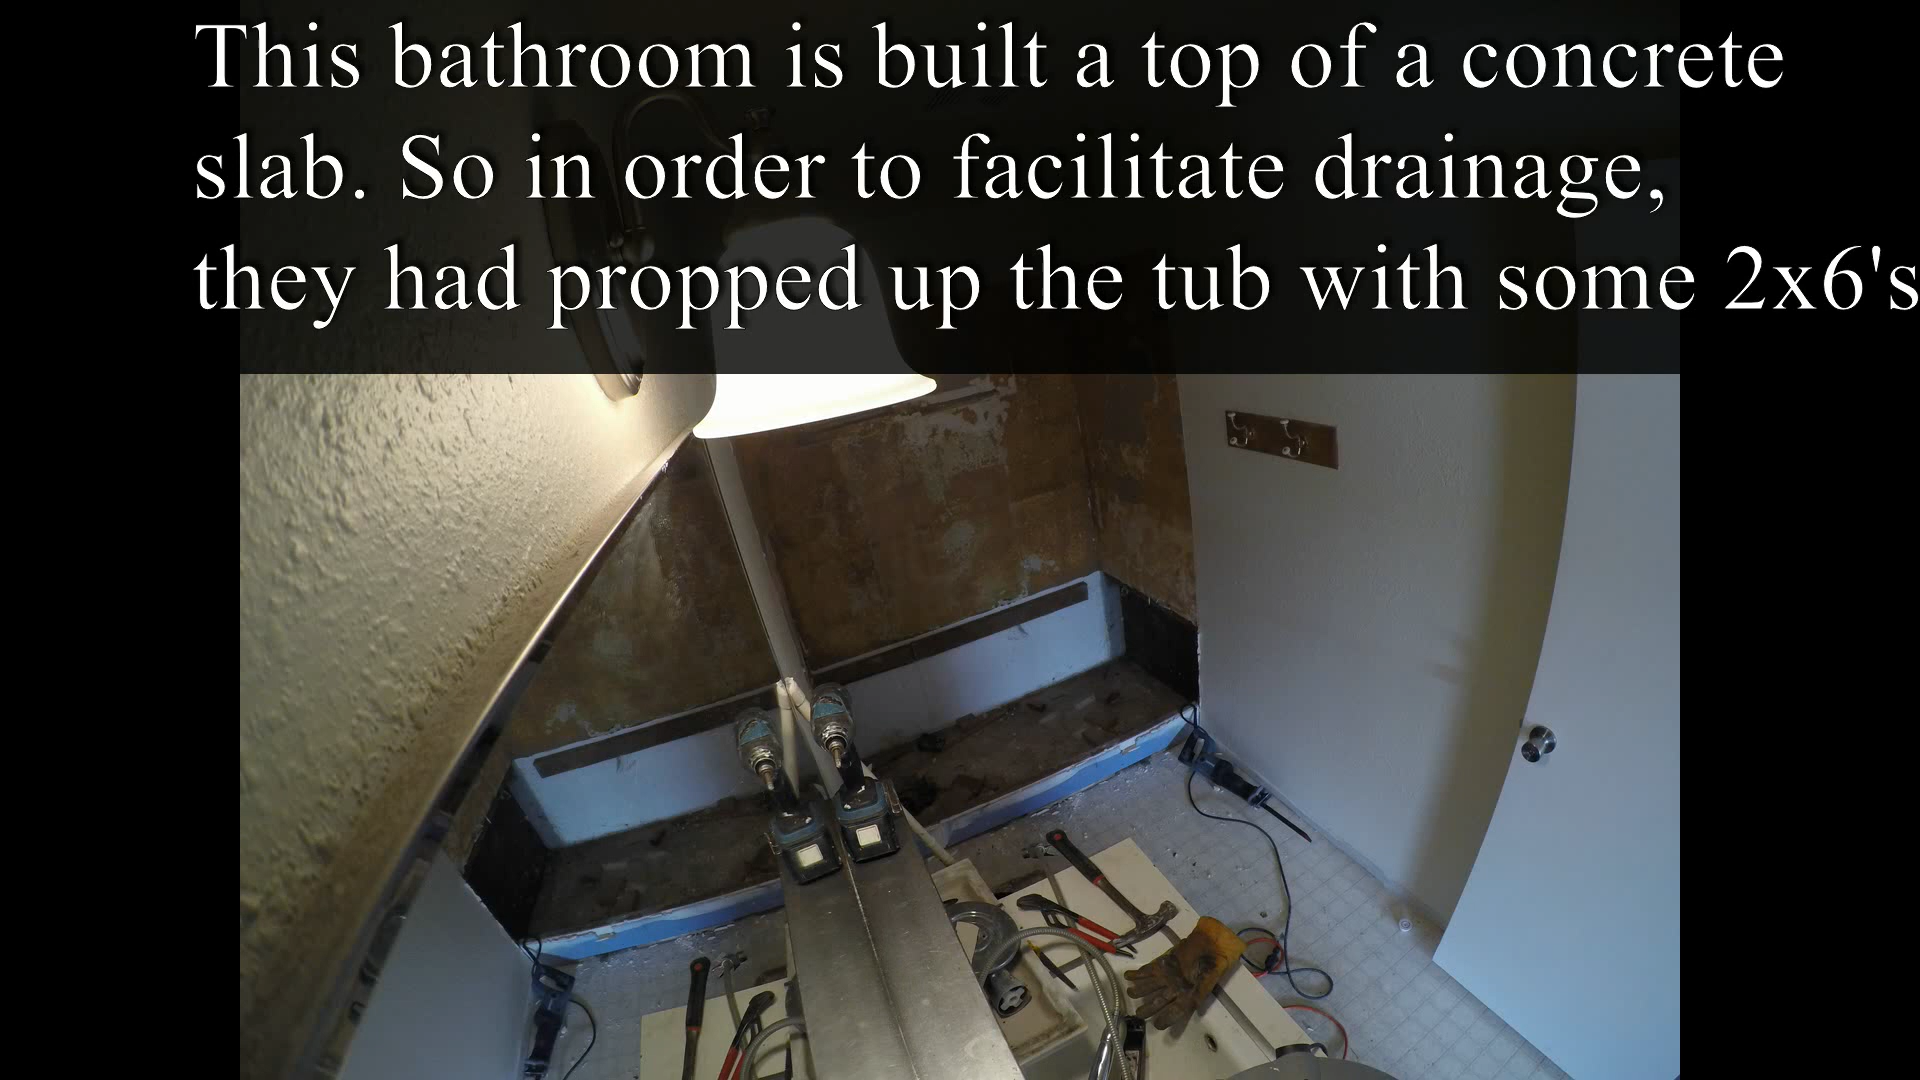 This bathroom is built a top of a concrete
slab. So in order to facilitate drainage,
they had propped up the tub with some 2x6's